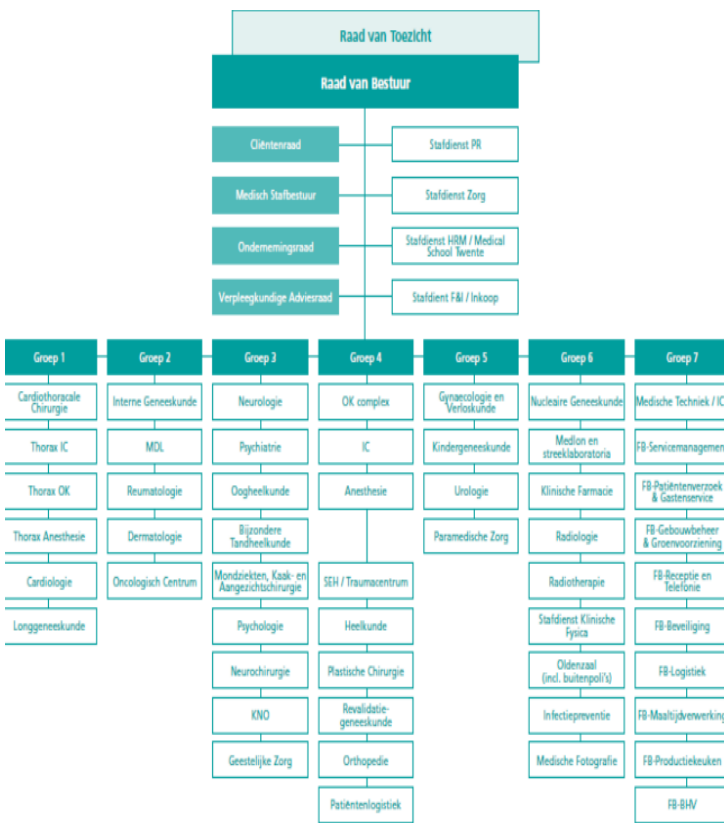 Raad van Toezicht
Raad van Bestuur
Cliëntenraad
Stafdienst PR
Medisch Stafbestuur
Stafdienst Zorg
Ondernemingsraad
Stafdienst HRM / Medical
School Twente
Verpleegkundige Adviesraad
Stafdient F&I / Inkoop
Groep 1
Cardiothoracale
Chirurgie
Thorax IC
Thorax OK
Thorax Anesthesie
Cardiologie
Longgeneeskunde
Groep 2
Interne Geneeskunde
MDL
Reumatologie
Dermatologie
Oncologisch Centrum
Groep 3
Neurologie
Psychiatrie
Oogheelkunde
Bijzondere
Tandheelkunde
Mondziekten, Kaak- en
Aangezichtschirurgie
Psychologie
Neurochirurgie
KNO
Geestelijke Zorg
Groep 4
OK complex
IC
Anesthesie
SEH / Traumacentrum
Heelkunde
Plastische Chirurgie
Revalidatie-
geneeskunde
Orthopedie
Patiëntenlogistiek
Groep 5
Gynaecologie en
Verloskunde
Kindergeneeskunde
Urologie
Paramedische Zorg
Groep 6
Nucleaire Geneeskunde
Medlon en
streeklaboratoria
Klinische Farmacie
Radiologie
Radiotherapie
Stafdienst Klinische
Fysica
Oldenzaal
(incl. buitenpoli's)
Infectiepreventie
Medische Fotografie
Groep 7
Medische Techniek / IC
FB-Servicemanagemen
FB-Patiëntenverzoek
& Gastenservice
FB-Gebouwbeheer
& Groenvoorziening
FB-Receptie en
Telefonie
FB-Beveiliging
FB-Logistiek
FB-Maaltijdverwerking
FB-Productiekeuken
FB-BHV